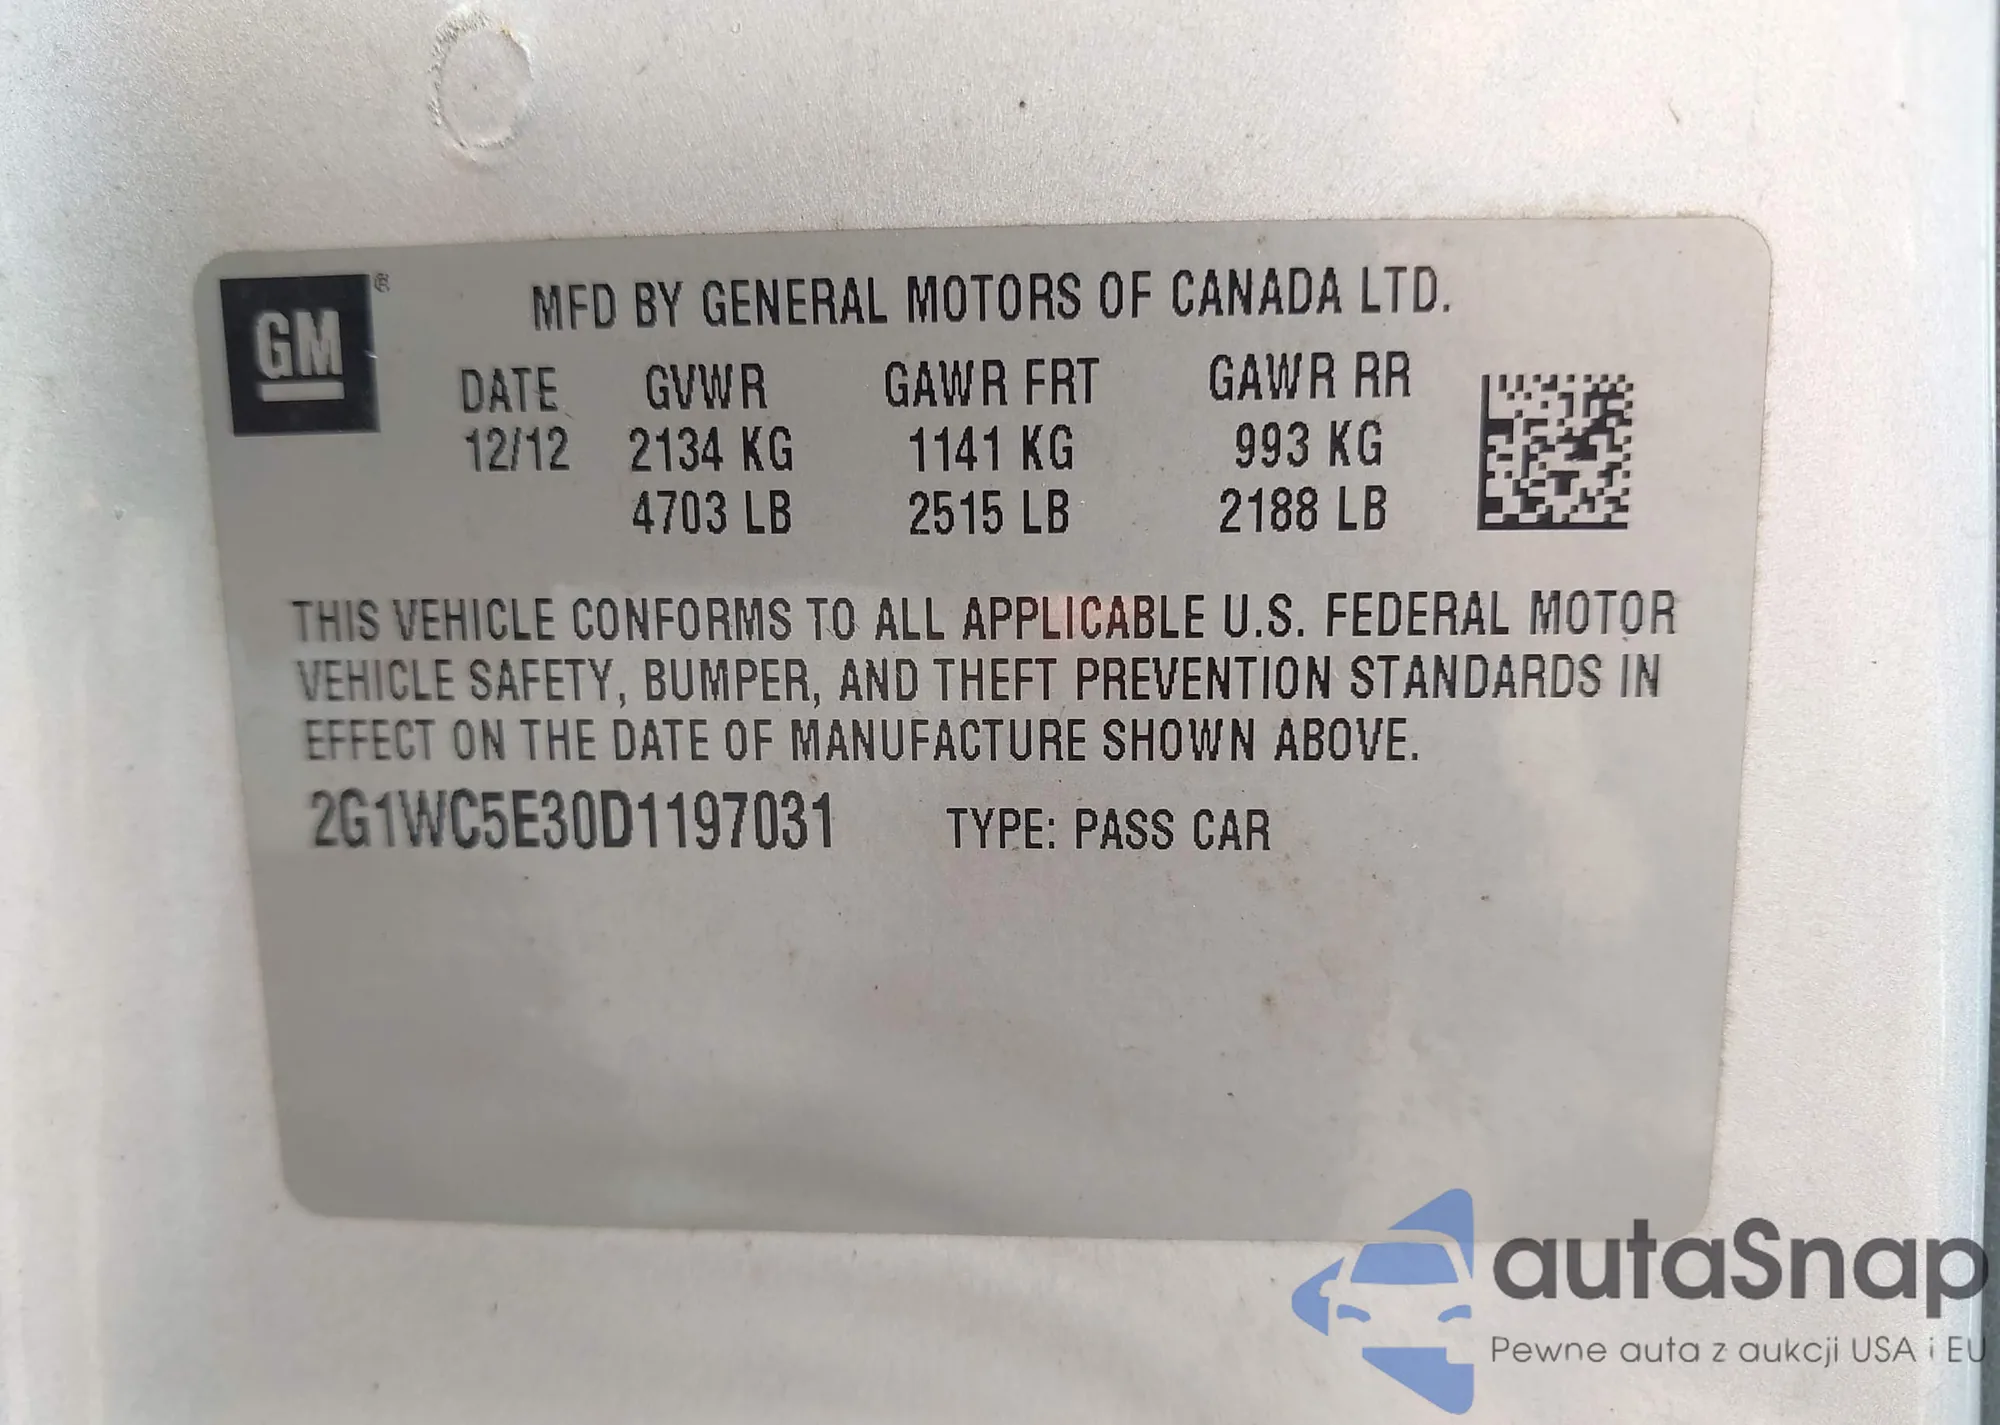 GM ®
MFD BY GENERAL MOTORS OF CANADA LTD.
DATE GVWR GAWR FRT GAWR RR
12/12 2134 KG 1141 KG 993 KG
4703 LB 2515 LB 2188 LB
THIS VEHICLE CONFORMS TO ALL APPLICABLE U.S. FEDERAL MOTOR
VEHICLE SAFETY, BUMPER, AND THEFT PREVENTION STANDARDS IN
EFFECT ON THE DATE OF MANUFACTURE SHOWN ABOVE.
2G1WC5E30D1197031 TYPE: PASS CAR
autaSnap
Pewne auta z aukcji USA i EU